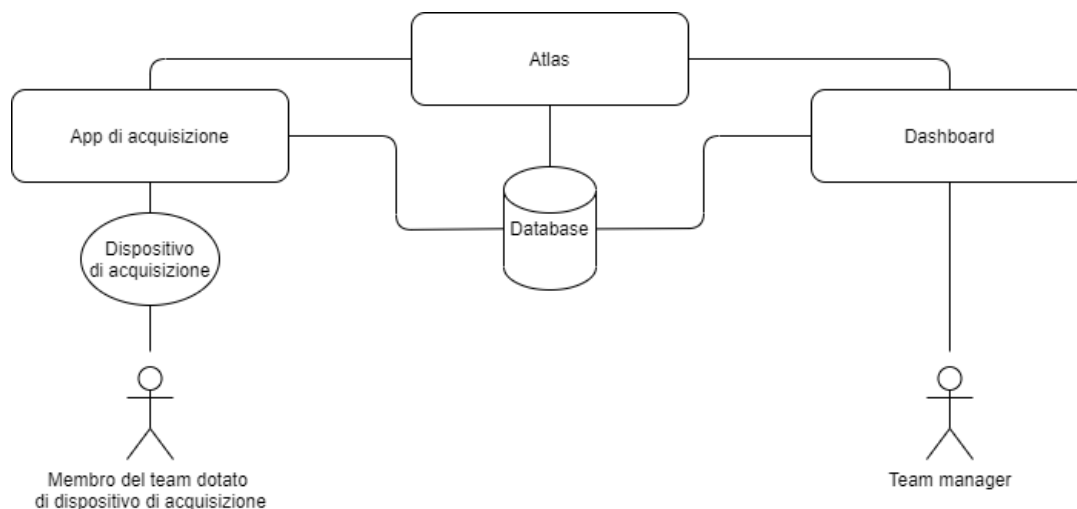 Atlas
App di acquisizione
Dashboard
Database
Dispositivo
di acquisizione
Membro del team dotato
di dispositivo di acquisizione
Team manager